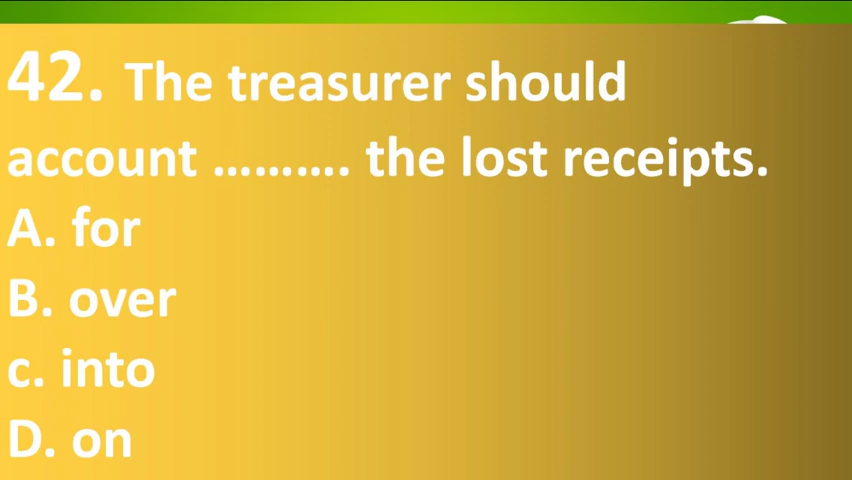 42. The treasurer should
account .......... the lost receipts.
A. for
B. over
c. into
D. on